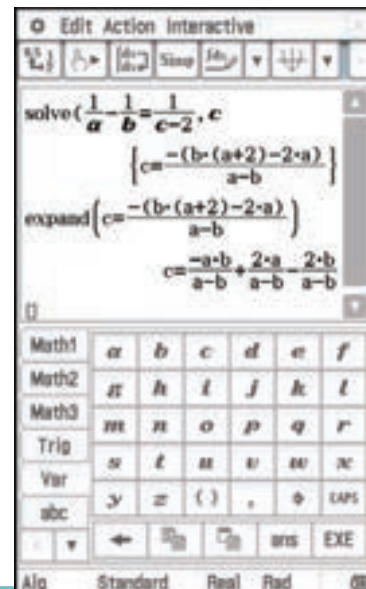 Edit Action Interactive
Simp
solve(1/a-1/b=1/c-2,c
{c=-(b·(a+2)-2·a)/a-b}
expand(c=-(b·(a+2)-2·a)/a-b)
c=-a·b/a-b+2·a/a-b-2·b/a-b
Math1 a b c d e f
Math2 g h i j k l
Math3 m n o p q r
Trig s t u v w x
Var y z ( ) , CAPS
abc
ans EXE
Alg Standard Real Rad